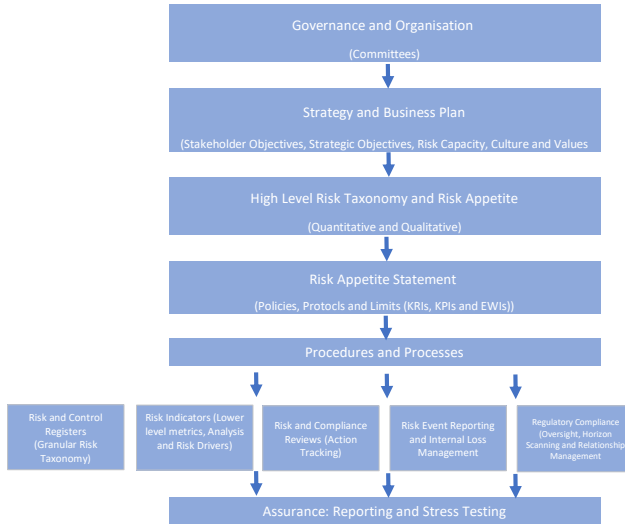 Governance and Organisation
(Committees)
Strategy and Business Plan
(Stakeholder Objectives, Strategic Objectives, Risk Capacity, Culture and Values
High Level Risk Taxonomy and Risk Appetite
(Quantitative and Qualitative)
Risk Appetite Statement
(Policies, Protocls and Limits (KRIs, KPIs and EWIs))
Procedures and Processes
Risk and Control
Registers
(Granular Risk
Taxonomy)
Risk Indicators (Lower
level metrics, Analysis
and Risk Drivers)
Risk and Compliance
Reviews (Action
Tracking)
Risk Event Reporting
and Internal Loss
Management
Regulatory Compliance
(Oversight, Horizon
Scanning and Relationship
Management
Assurance: Reporting and Stress Testing